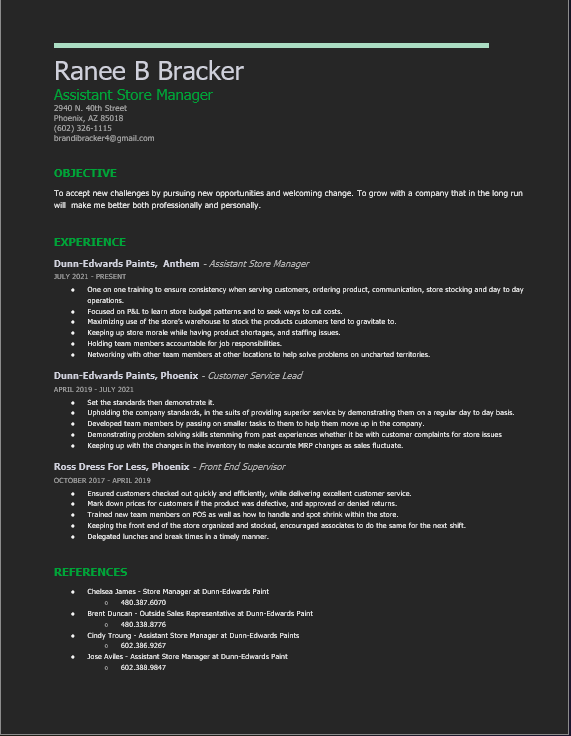 Ranee B Bracker
Assistant Store Manager
2940 N. 40th Street
Phoenix, AZ 85018
(602) 326-1115
brandibracker4@gmail.com
OBJECTIVE
To accept new challenges by pursuing new opportunities and welcoming change. To grow with a company that in the long run
will make me better both professionally and personally.
EXPERIENCE
Dunn-Edwards Paints, Anthem - Assistant Store Manager
JULY 2021 - PRESENT
● One on one training to ensure consistency when serving customers, ordering product, communication, store stocking and day to day
operations.
● Focused on P&L to learn store budget patterns and to seek ways to cut costs.
● Maximizing use of the store's warehouse to stock the products customers tend to gravitate to.
● Keeping up store morale while having product shortages, and staffing issues.
● Holding team members accountable for job responsibilities.
● Networking with other team members at other locations to help solve problems on uncharted territories.
Dunn-Edwards Paints, Phoenix - Customer Service Lead
APRIL 2019 - JULY 2021
● Set the standards then demonstrate it.
● Upholding the company standards, in the suits of providing superior service by demonstrating them on a regular day to day basis.
● Developed team members by passing on smaller tasks to them to help them move up in the company.
● Demonstrating problem solving skills stemming from past experiences whether it be with customer complaints for store issues
● Keeping up with the changes in the inventory to make accurate MRP changes as sales fluctuate.
Ross Dress For Less, Phoenix - Front End Supervisor
OCTOBER 2017 - APRIL 2019
● Ensured customers checked out quickly and efficiently, while delivering excellent customer service.
● Mark down prices for customers if the product was defective, and approved or denied returns.
● Trained new team members on POS as well as how to handle and spot shrink within the store.
● Keeping the front end of the store organized and stocked, encouraged associates to do the same for the next shift.
● Delegated lunches and break times in a timely manner.
REFERENCES
● Chelsea James - Store Manager at Dunn-Edwards Paint
○ 480.387.6070
● Brent Duncan - Outside Sales Representative at Dunn-Edwards Paint
○ 480.338.8776
● Cindy Troung - Assistant Store Manager at Dunn-Edwards Paints
○ 602.386.9267
● Jose Aviles - Assistant Store Manager at Dunn-Edwards Paint
○ 602.388.9847